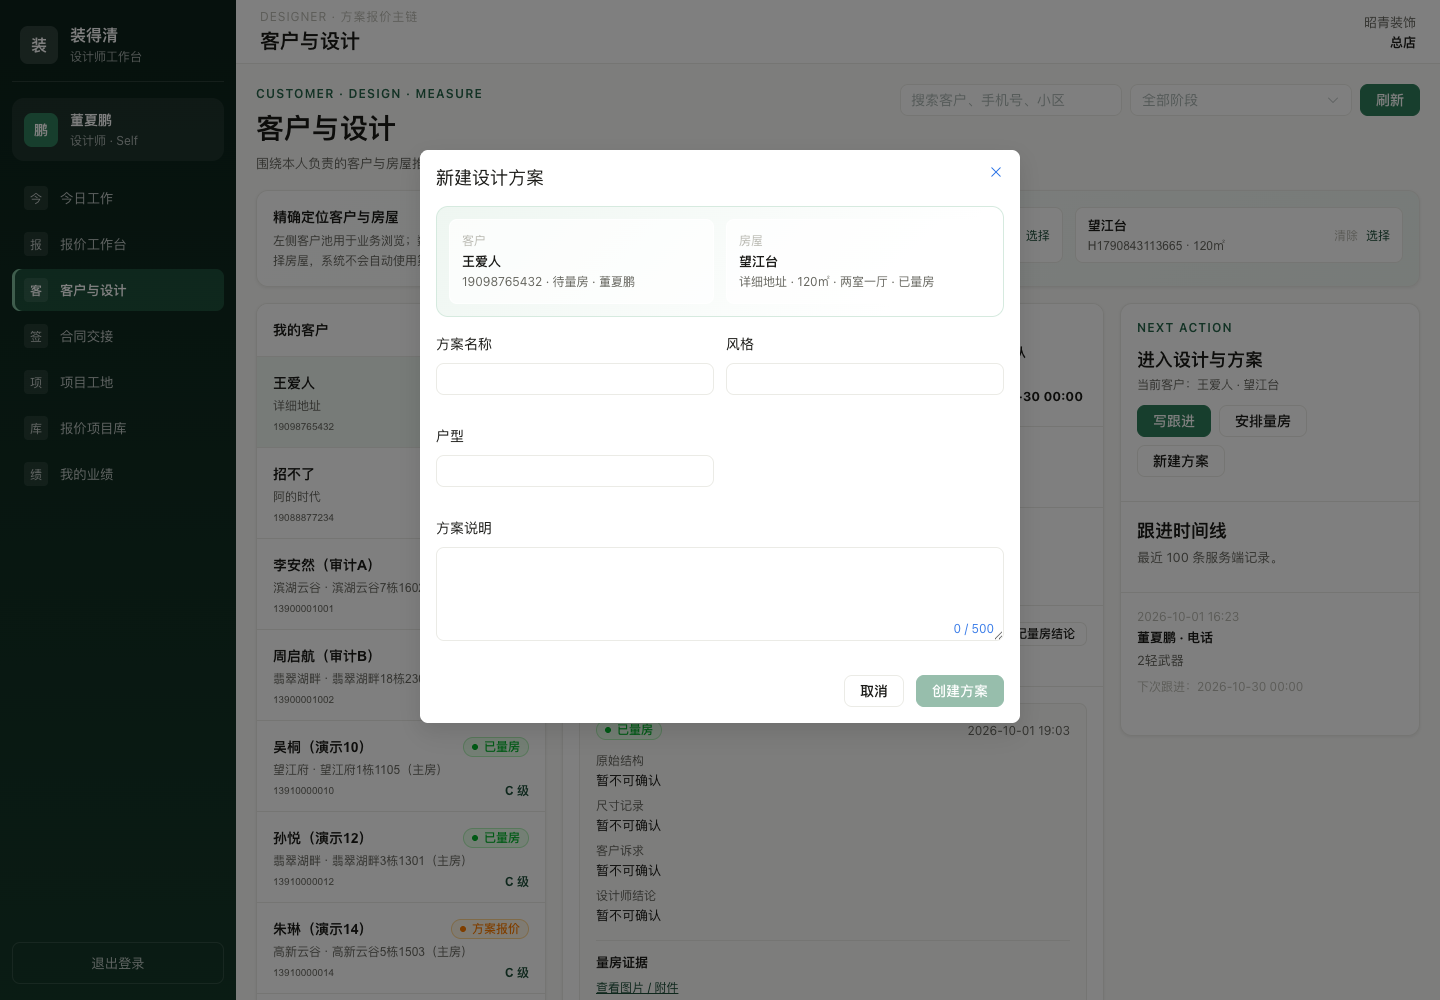 装
装得清
设计师工作台
鹏
董夏鹏
设计师 · Self
今 今日工作
报 报价工作台
客 客户与设计
签 合同交接
项 项目工地
库 报价项目库
绩 我的业绩
退出登录
DESIGNER · 方案报价主链
客户与设计
昭青装饰
总店
CUSTOMER · DESIGN · MEASURE
客户与设计
围绕本人负责的客户与房屋
搜索客户、手机号、小区
全部阶段
刷新
精确定位客户与房屋
左侧客户池用于业务浏览；
择房屋，系统不会自动使用
选择
望江台
H1790843113665 · 120㎡
清除 选择
我的客户
王爱人
详细地址
19098765432
招不了
阿的时代
19088877234
李安然（审计A）
滨湖云谷 · 滨湖云谷7栋160
13900001001
周启航（审计B）
翡翠湖畔 · 翡翠湖畔18栋230
13900001002
吴桐（演示10）
已量房
望江府 · 望江府1栋1105（主房）
13910000010
C 级
孙悦（演示12）
已量房
翡翠湖畔 · 翡翠湖畔3栋1301（主房）
13910000012
C 级
朱琳（演示14）
方案报价
高新云谷 · 高新云谷5栋1503（主房）
13910000014
C 级
新建设计方案
客户
王爱人
19098765432 · 待量房 · 董夏鹏
房屋
望江台
详细地址 · 120㎡ · 两室一厅 · 已量房
方案名称
风格
户型
方案说明
0 / 500
取消
创建方案
-30 00:00
记量房结论
已量房
2026-10-01 19:03
原始结构
暂不可确认
尺寸记录
暂不可确认
客户诉求
暂不可确认
设计师结论
暂不可确认
量房证据
查看图片 / 附件
NEXT ACTION
进入设计与方案
当前客户：王爱人 · 望江台
写跟进
安排量房
新建方案
跟进时间线
最近 100 条服务端记录。
2026-10-01 16:23
董夏鹏 · 电话
2轻武器
下次跟进：2026-10-30 00:00